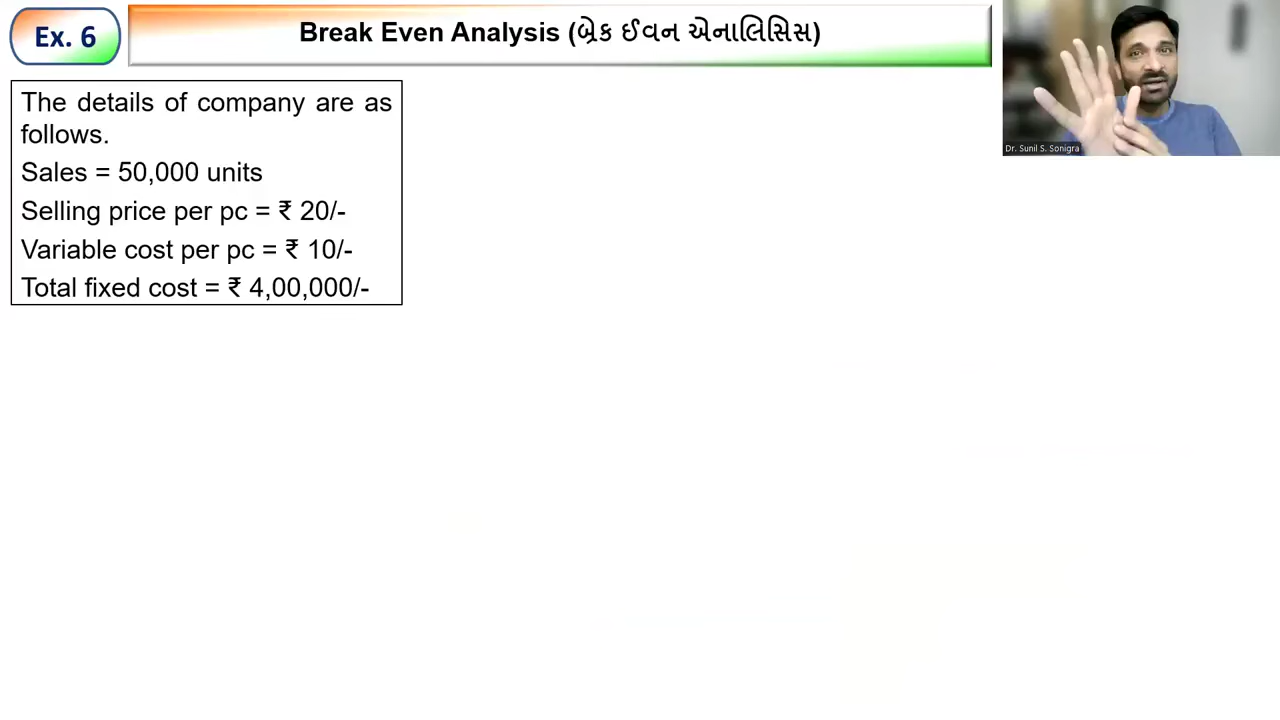 Ex. 6
Break Even Analysis (બ્રેક ઈવન એનાલિસિસ)
The details of company are as
follows.
Sales = 50,000 units
Selling price per pc = ₹ 20/-
Variable cost per pc = ₹ 10/-
Total fixed cost = ₹ 4,00,000/-
Dr. Sunil S. Sonigra